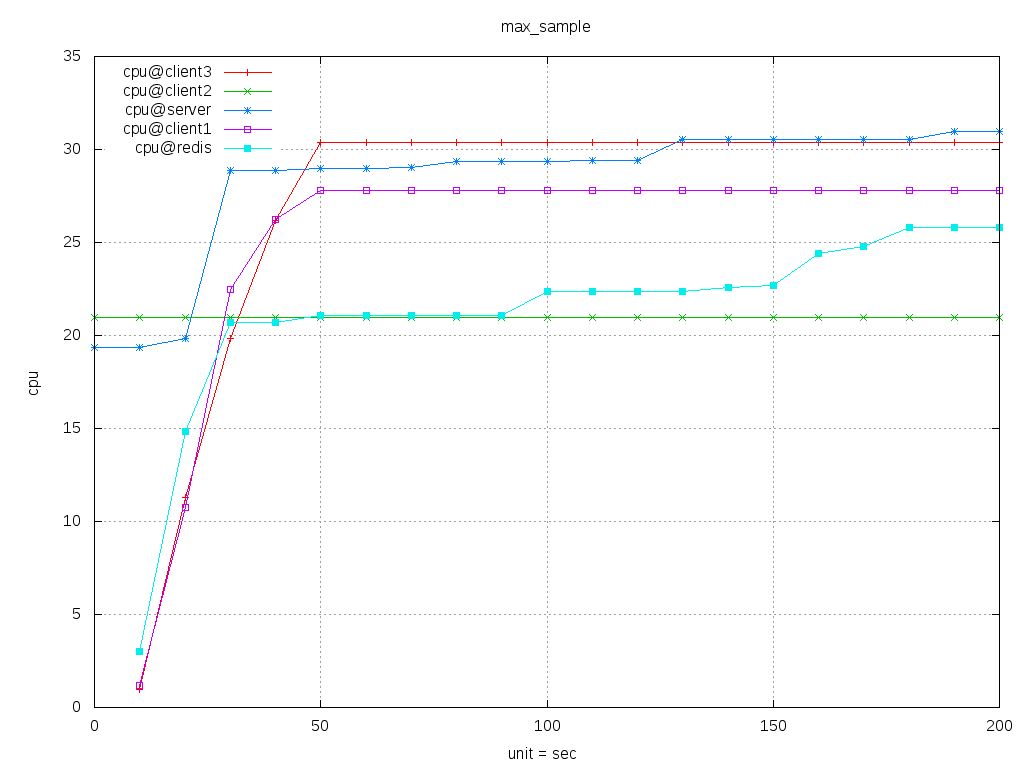 max_sample
35
30
25
20
15
10
5
0
cpu
cpu@client3
cpu@client2
cpu@server
cpu@client1
cpu@redis
0 50 100 150 200
unit = sec